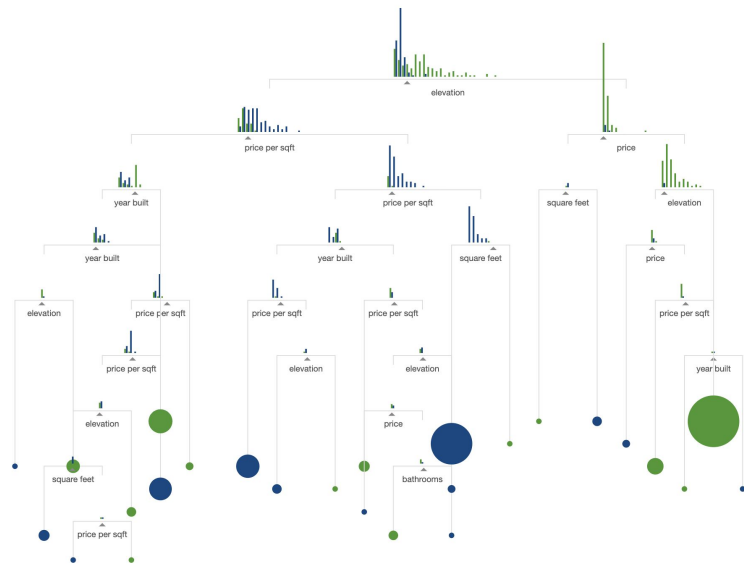 elevation
price per sqft
price
year built
price per sqft
square feet
elevation
year built
year built
square feet
price
elevation
price per sqft
price per sqft
price per sqft
price per sqft
price per sqft
elevation
elevation
year built
elevation
price
square feet
bathrooms
price per sqft